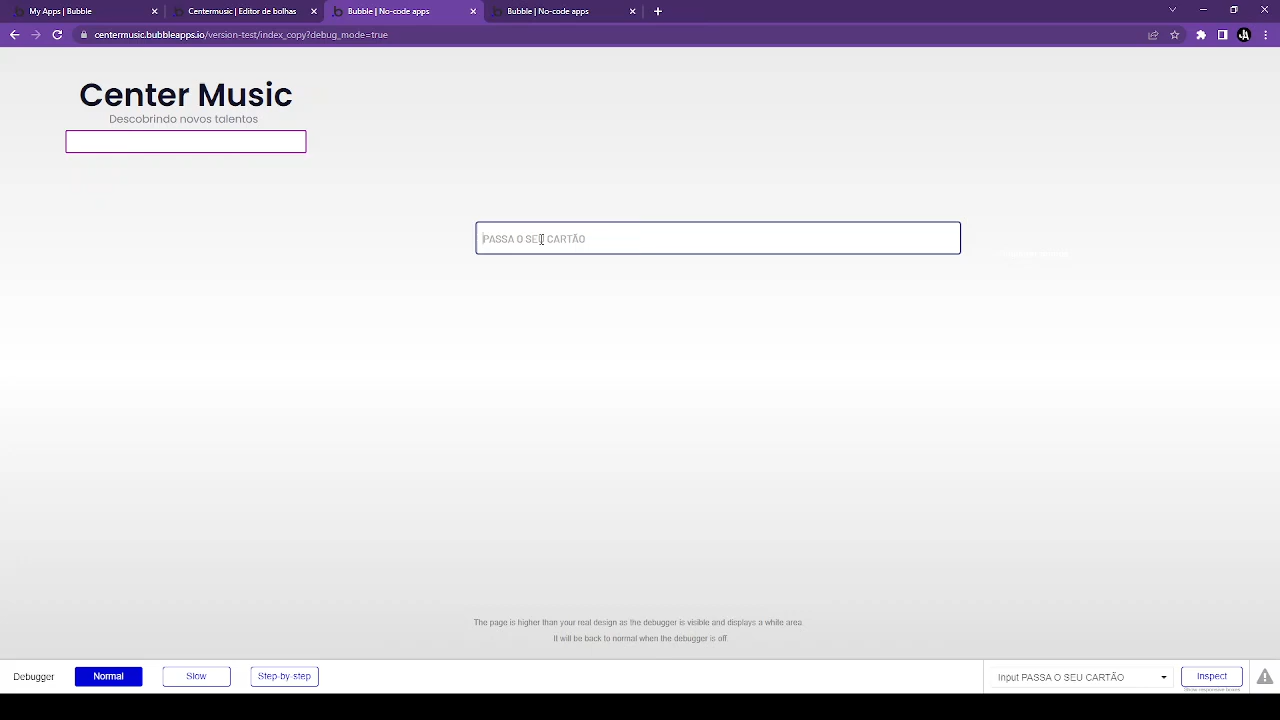 My Apps | Bubble
Centermusic | Editor de bolhas
Bubble | No-code apps
Bubble | No-code apps
centermusic.bubbleapps.io/version-test/index_copy?debug_mode=true
Center Music
Descobrindo novos talentos
PASSA O SEU CARTÃO
The page is higher than your real design as the debugger is visible and displays a white area
It will be back to normal when the debugger is off.
Debugger
Normal
Slow
Step-by-step
Input PASSA O SEU CARTÃO
Inspect
Show responsive boxes